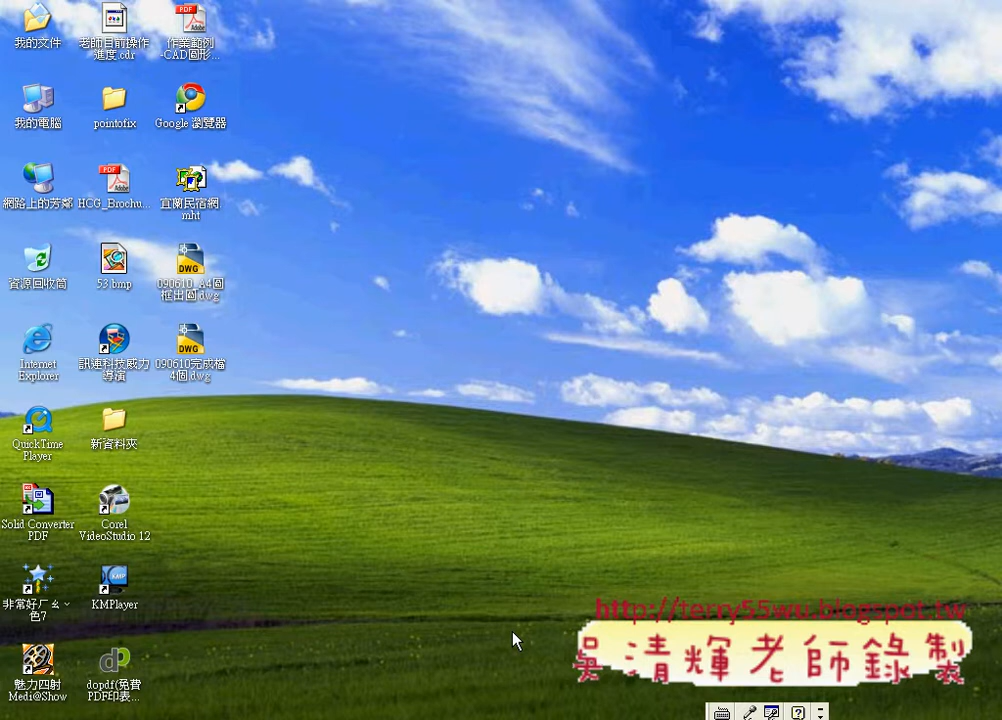 我的文件
老師目前操作
進度.cdr
作業範例
-CAD圖形...
我的電腦
pointofix
Google 瀏覽器
網路上的芳鄰
HCG_Brochu...
宜蘭民宿網
mht
資源回收筒
53.bmp
090610_A4圖
框出圖.dwg
Internet
Explorer
訊連科技威力
導演
090610完成檔
4個.dwg
QuickTime
Player
新資料夾
Solid Converter
PDF
Corel
VideoStudio 12
非常好ㄏㄠˇ
色7
KMPlayer
魅力四射
Medi@Show
dopdf(免費
PDF印表...
http://terry55wu.blogspot.tw
吳清輝老師錄製